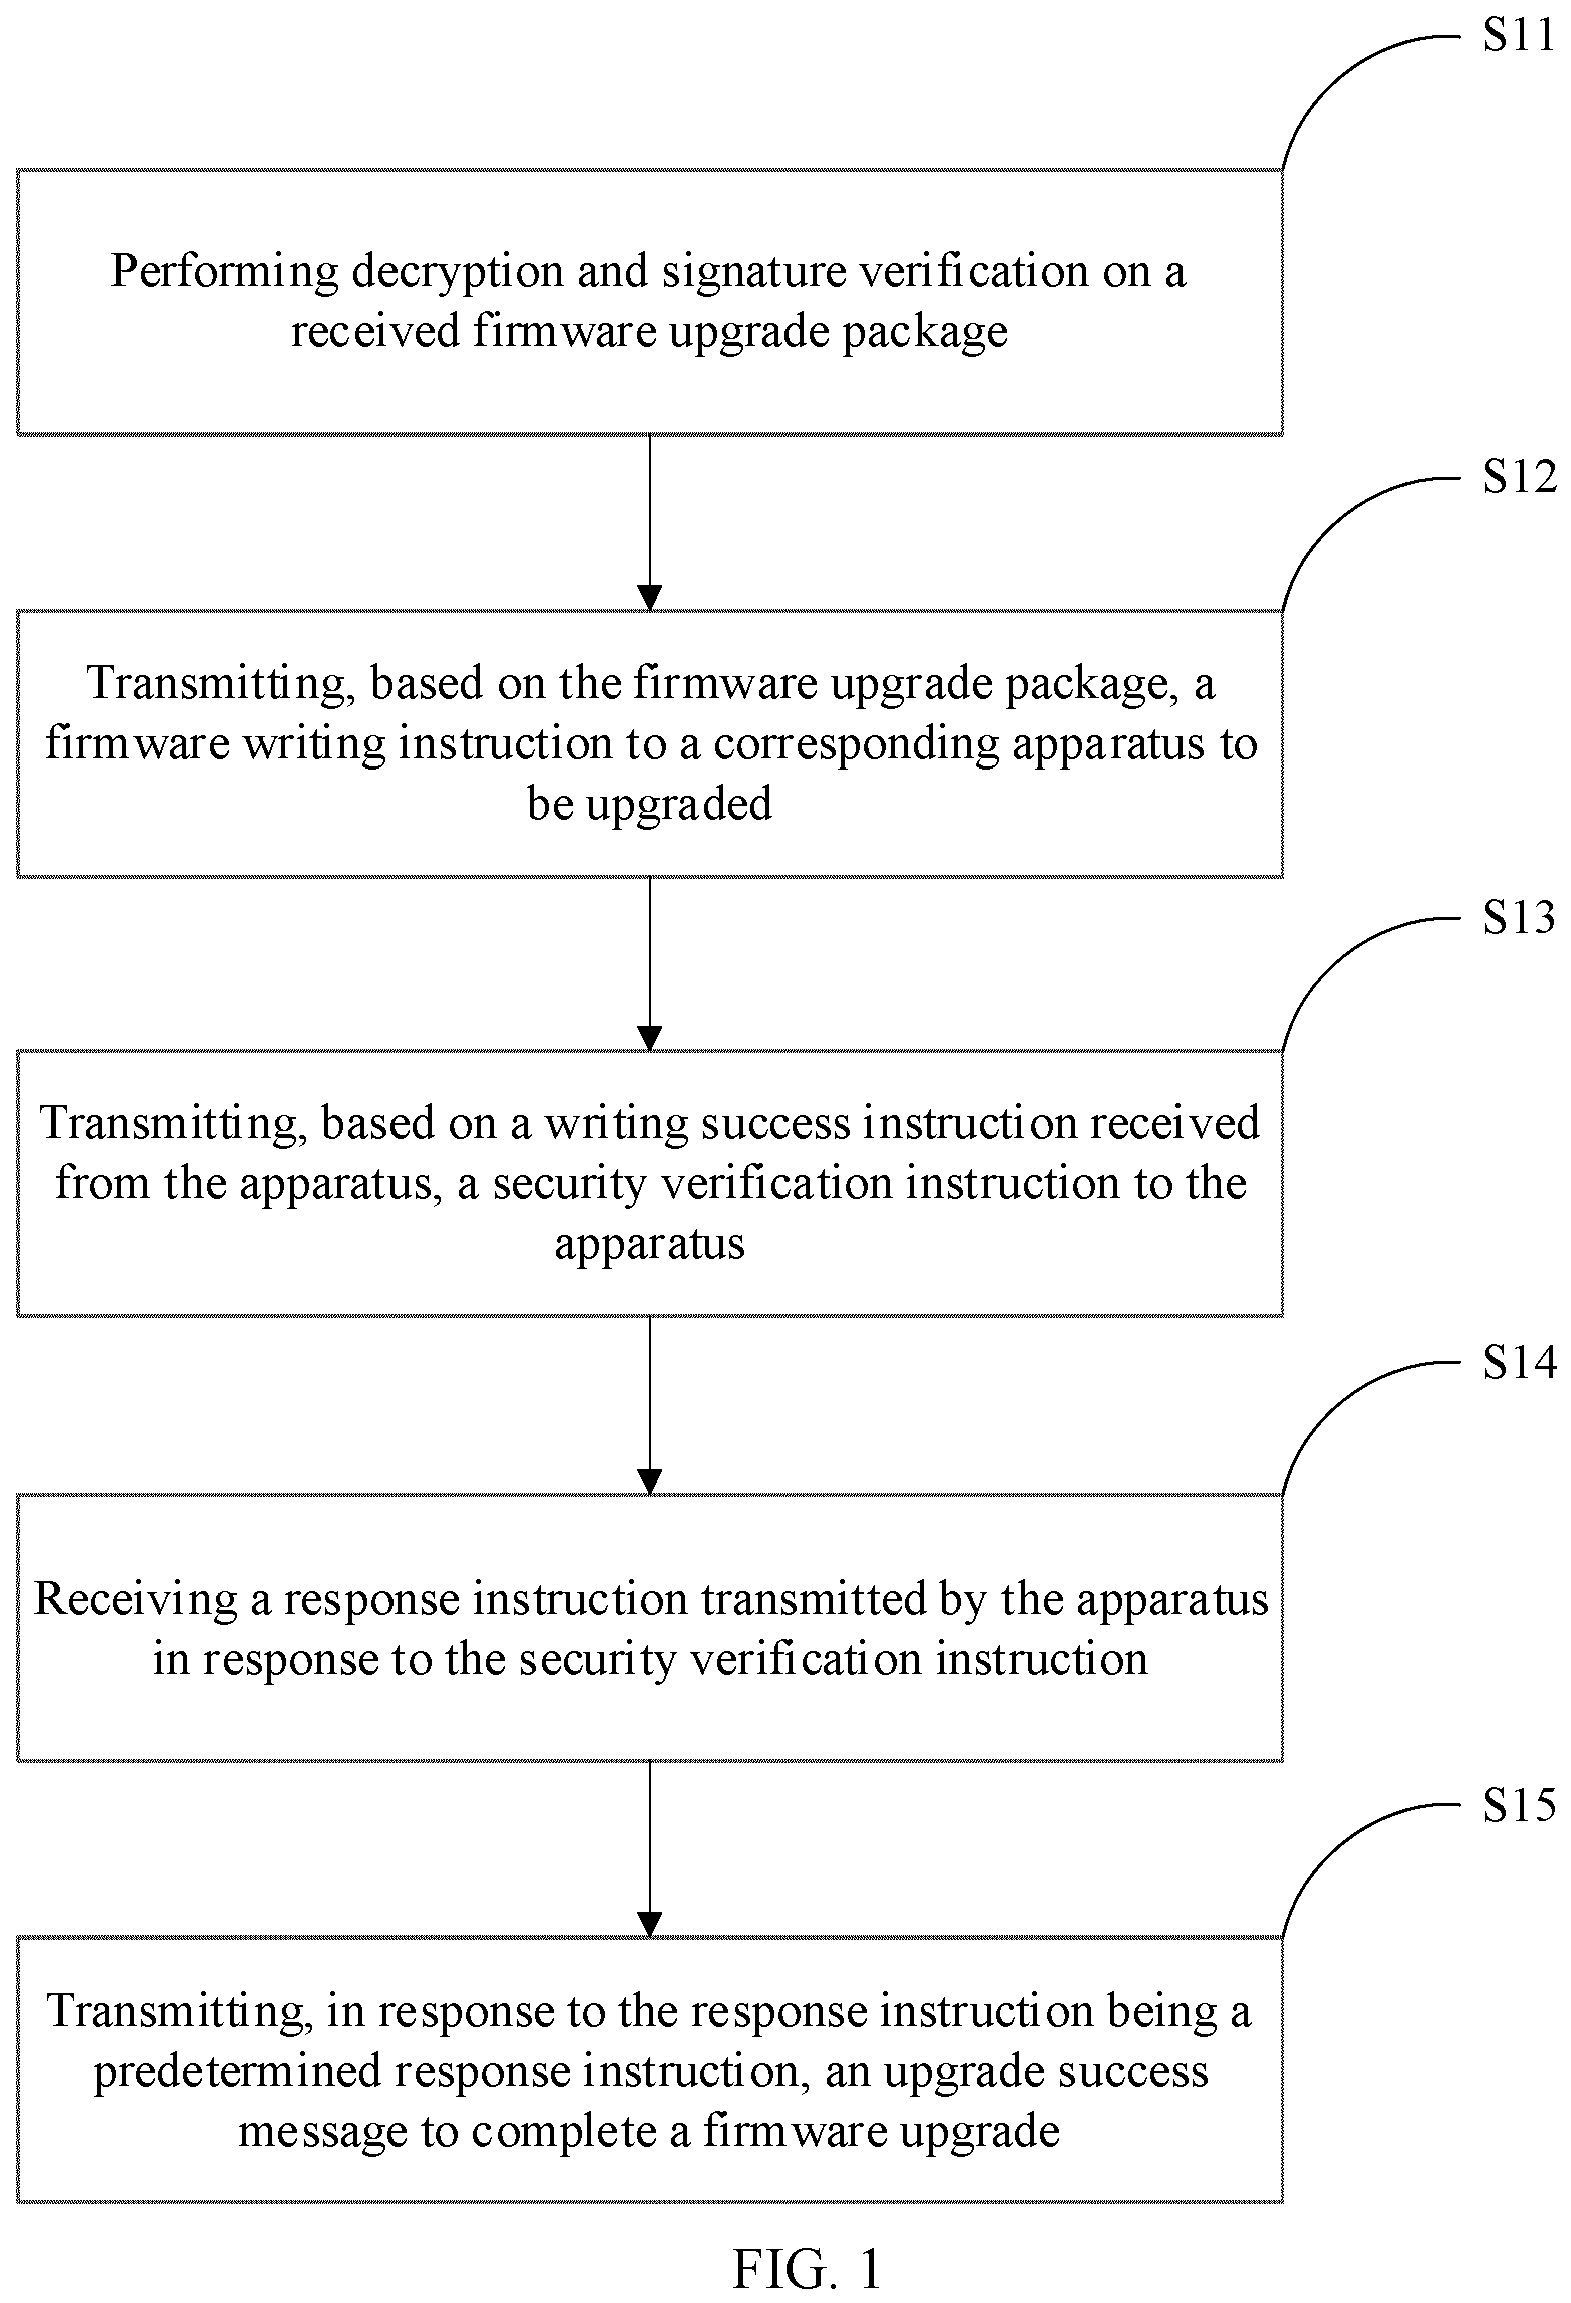 S11
Performing decryption and signature verification on a
received firmware upgrade package
S12
Transmitting, based on the firmware upgrade package, a
firmware writing instruction to a corresponding apparatus to
be upgraded
S13
Transmitting, based on a writing success instruction received
from the apparatus, a security verification instruction to the
apparatus
S14
Receiving a response instruction transmitted by the apparatus
in response to the security verification instruction
S15
Transmitting, in response to the response instruction being a
predetermined response instruction, an upgrade success
message to complete a firmware upgrade
FIG. 1